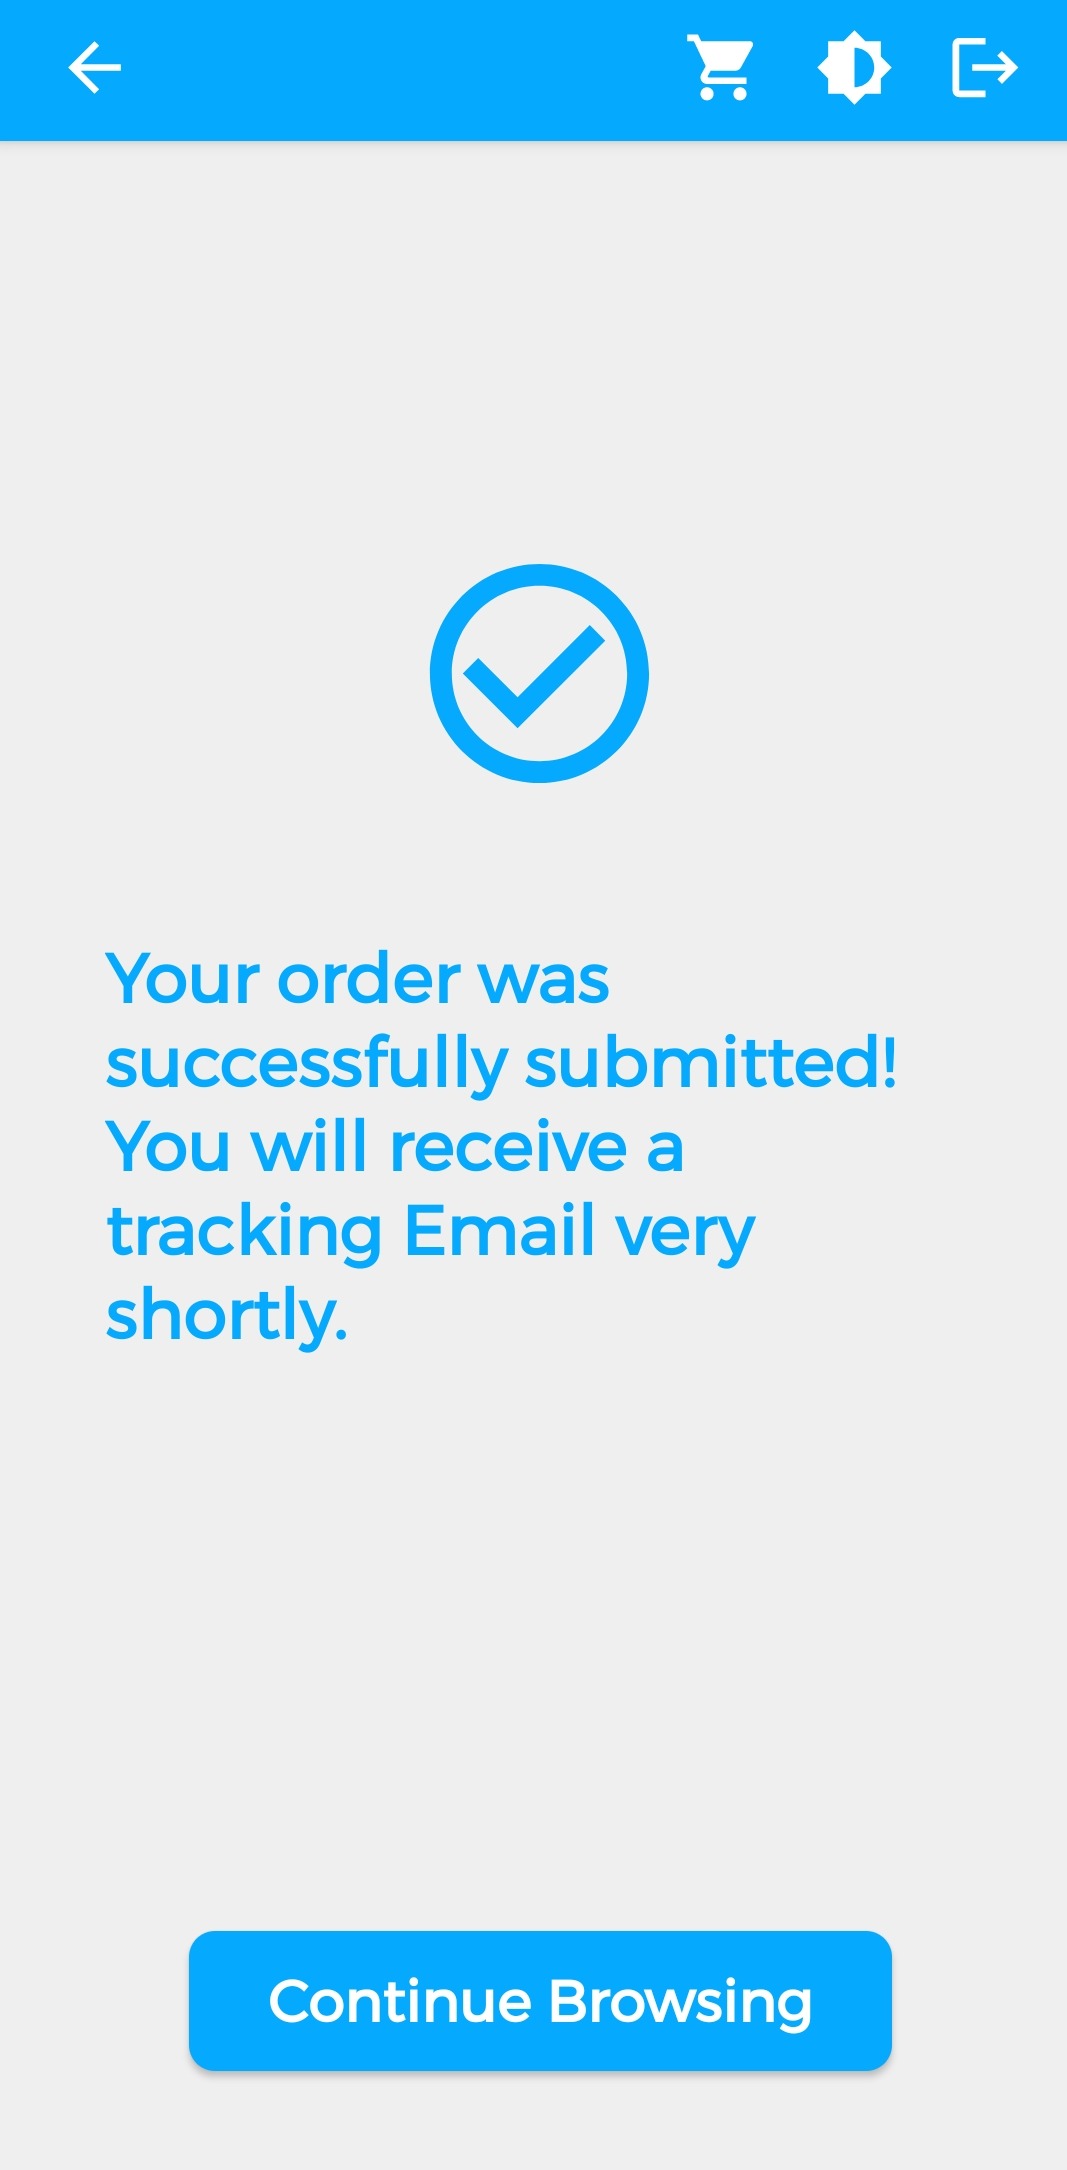 Your order was
successfully submitted!
You will receive a
tracking Email very
shortly.
Continue Browsing